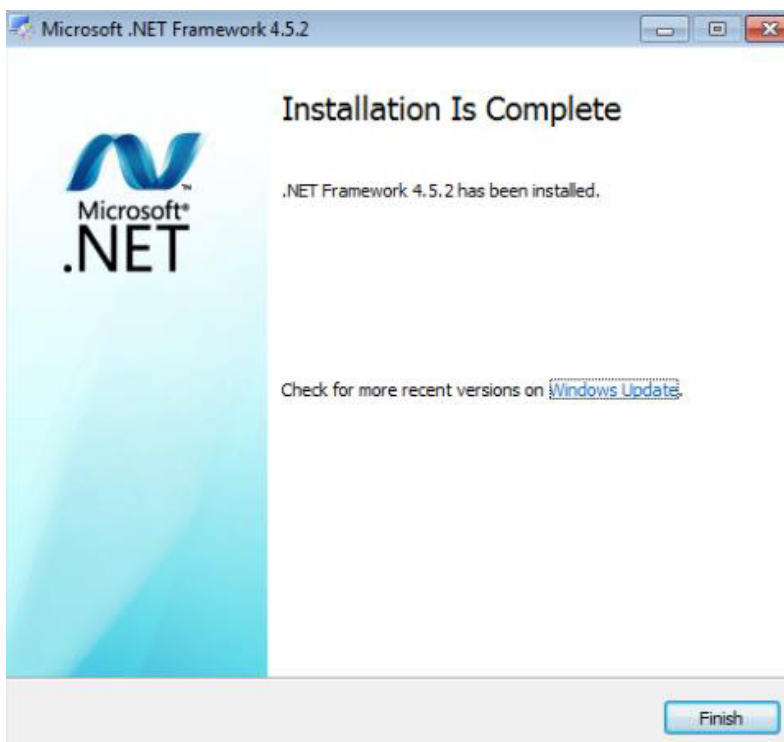 Microsoft .NET Framework 4.5.2
Installation Is Complete
Microsoft®
.NET
.NET Framework 4.5.2 has been installed.
Check for more recent versions on Windows Update.
Finish